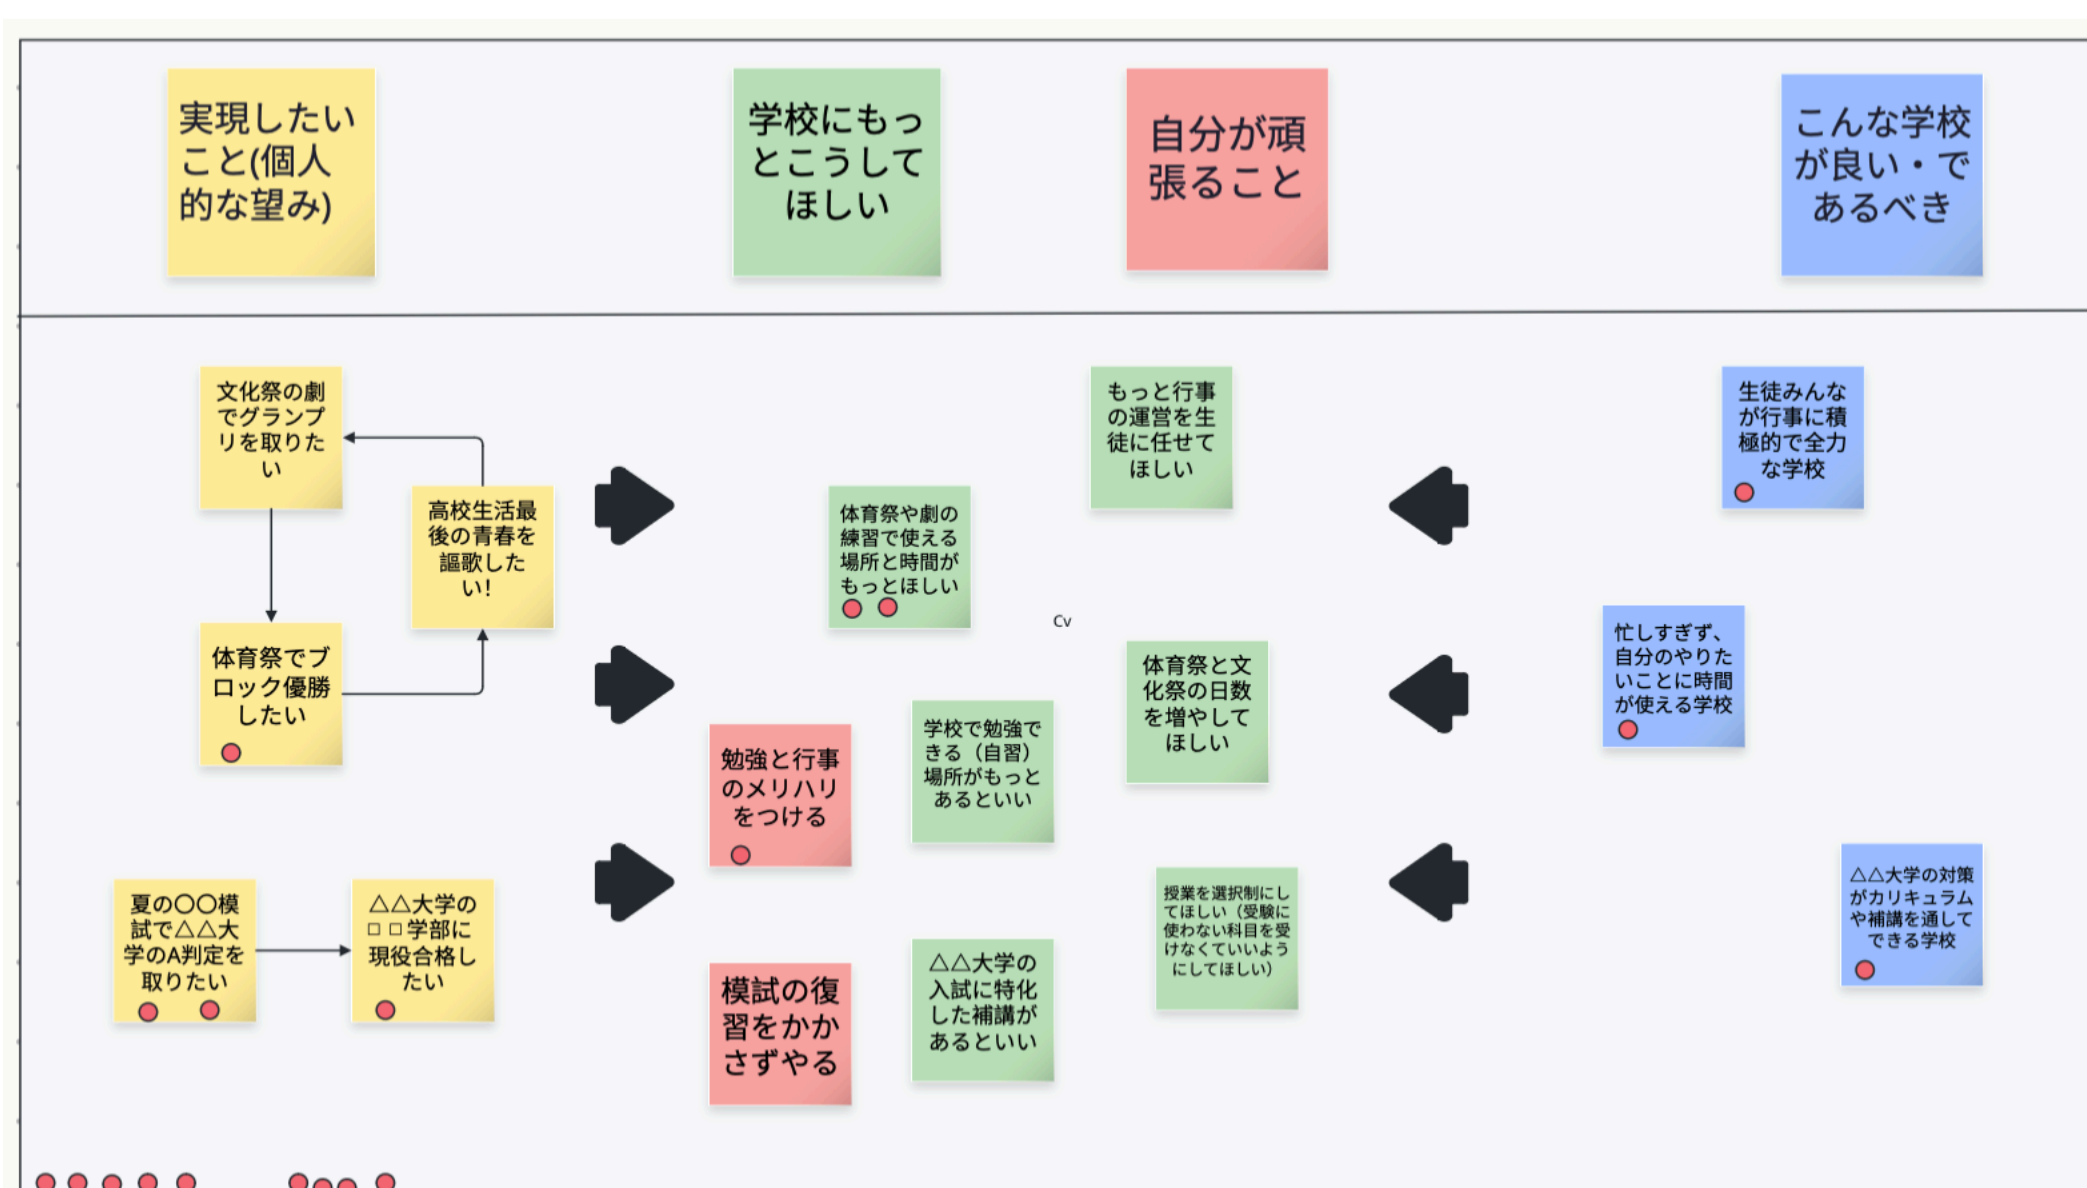 実現したい
こと(個人
的な望み)
学校にもっ
とこうして
ほしい
自分が頑
張ること
こんな学校
が良い・で
あるべき
文化祭の劇
でグランプ
リを取りた
い
高校生活最
後の青春を
謳歌した
い!
体育祭でブ
ロック優勝
したい
夏の〇〇模
試で△△大
学のA判定を
取りたい
△△大学の
□□学部に
現役合格し
たい
体育祭や劇の
練習で使える
場所と時間が
もっとほしい
もっと行事
の運営を生
徒に任せて
ほしい
Cv
勉強と行事
のメリハリ
をつける
学校で勉強で
きる（自習）
場所がもっと
あるといい
体育祭と文
化祭の日数
を増やして
ほしい
模試の復
習をかか
さずやる
△△大学の
入試に特化
した補講が
あるといい
授業を選択制にし
てほしい（受験に
使わない科目を受
けなくていいよう
にしてほしい）
生徒みんな
が行事に積
極的で全力
な学校
忙しすぎず、
自分のやりた
いことに時間
が使える学校
△△大学の対策
がカリキュラム
や補講を通して
できる学校